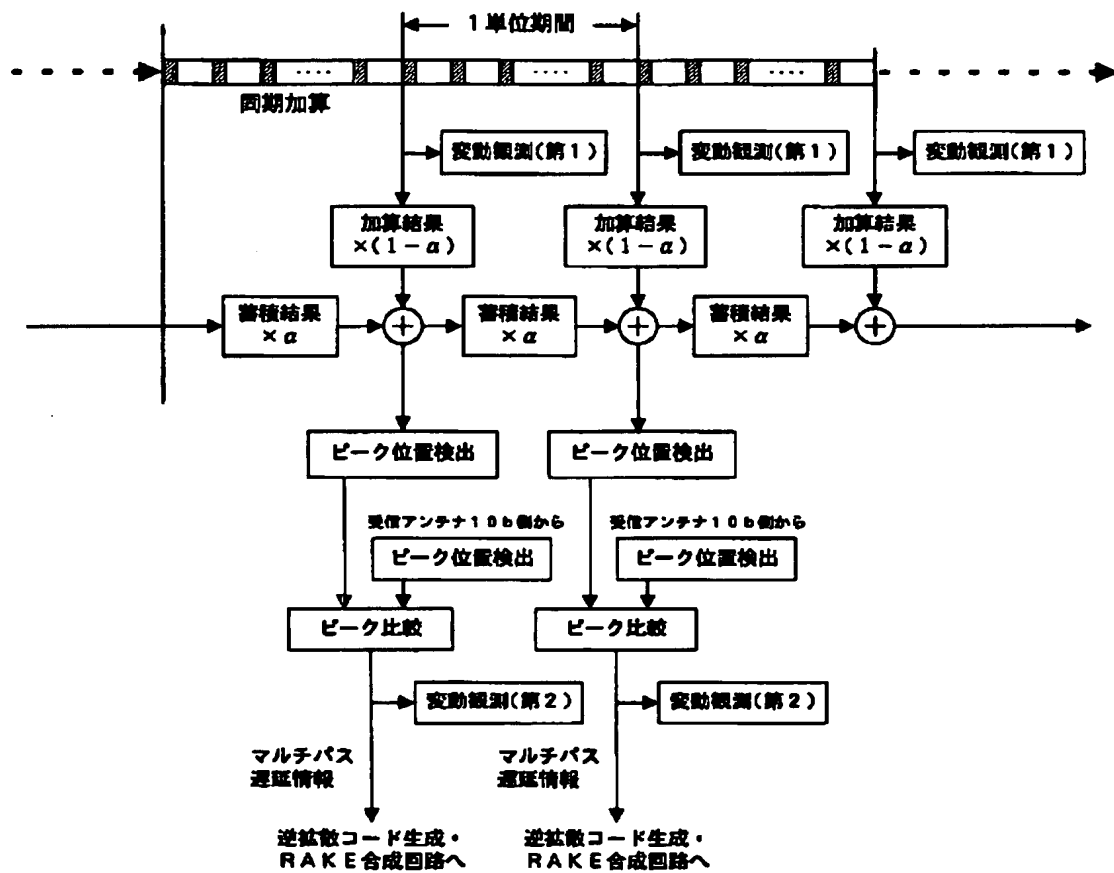 1単位期間
‥‥
‥‥
‥‥
同期加算
変動観測(第1)
変動観測(第1)
変動観測(第1)
加算結果
×(1-α)
加算結果
×(1-α)
加算結果
×(1-α)
蓄積結果
×α
+
蓄積結果
×α
+
蓄積結果
×α
+
ピーク位置検出
ピーク位置検出
受信アンテナ10b側から
受信アンテナ10b側から
ピーク位置検出
ピーク位置検出
ピーク比較
ピーク比較
変動観測(第2)
変動観測(第2)
マルチパス
遅延情報
マルチパス
遅延情報
逆拡散コード生成・
RAKE合成回路へ
逆拡散コード生成・
RAKE合成回路へ